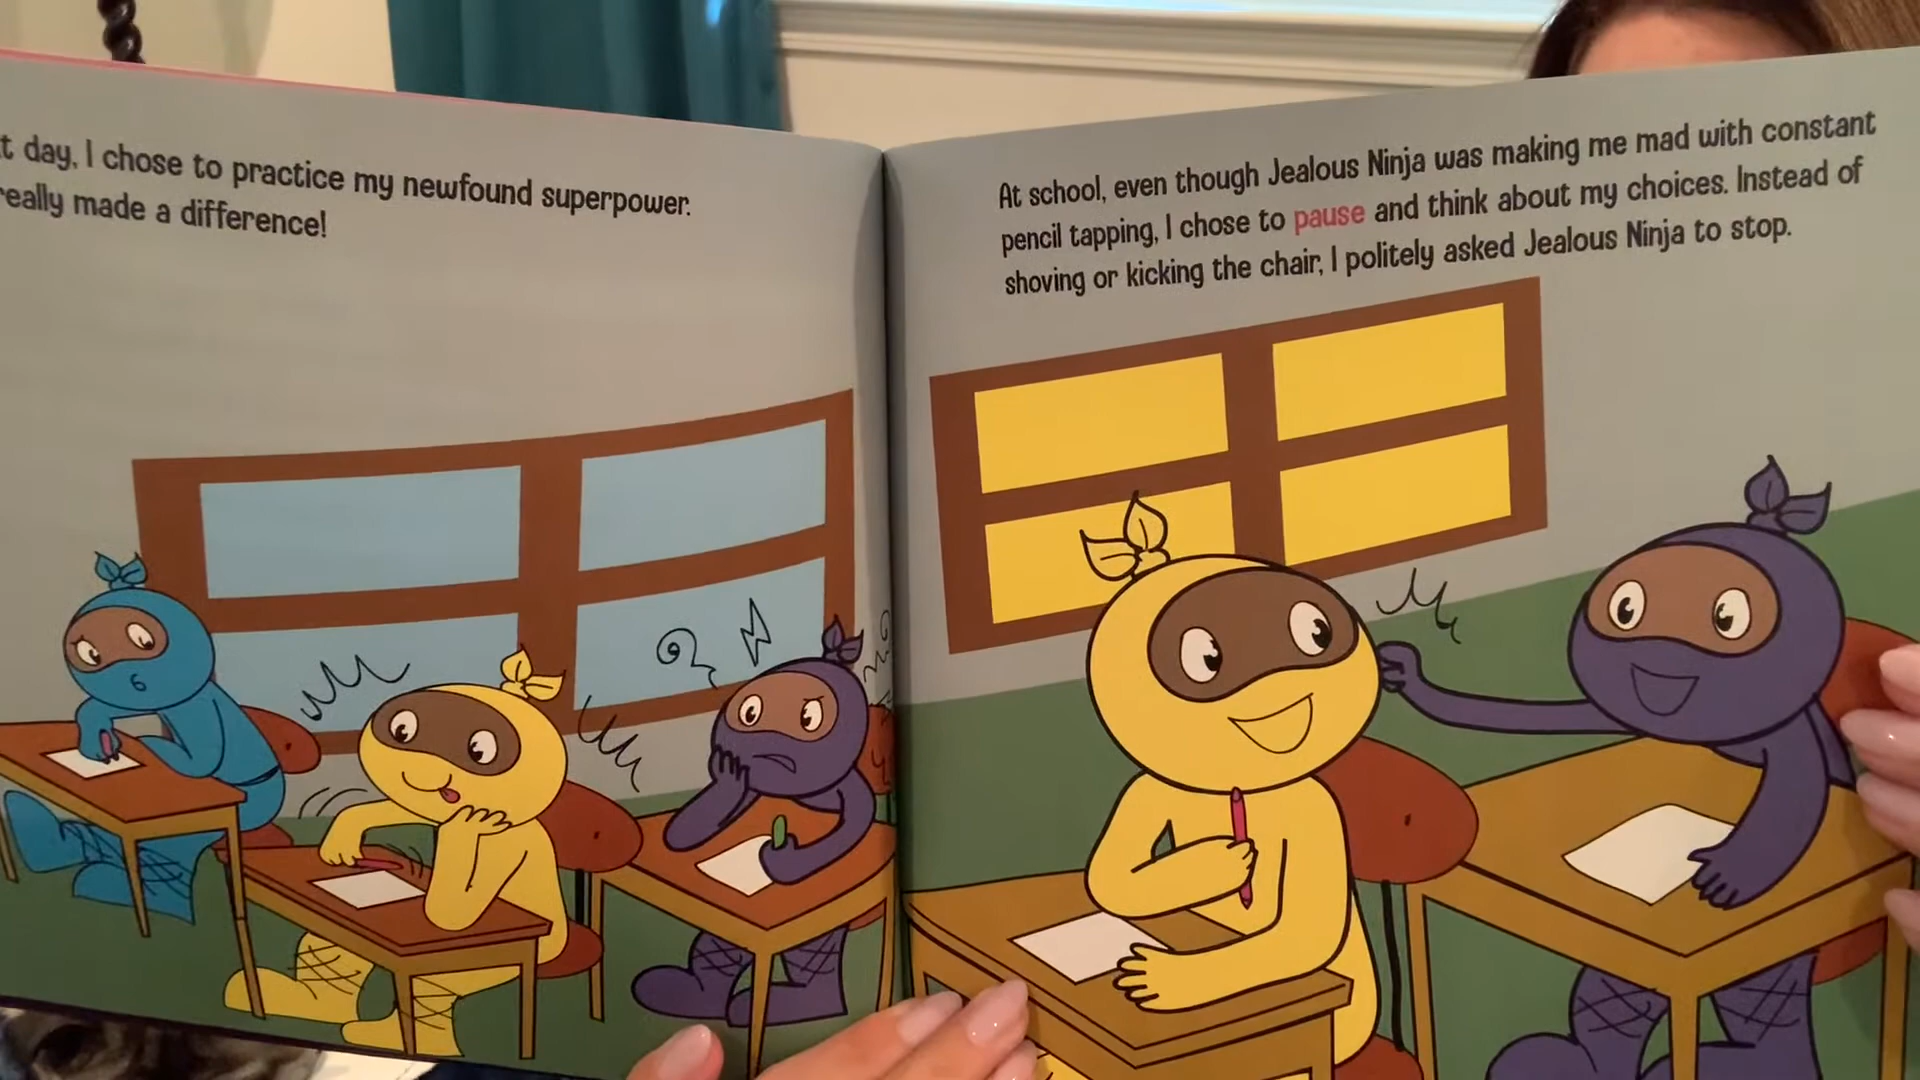 day, I chose to practice my newfound superpower.
really made a difference!
At school, even though Jealous Ninja was making me mad with constant
pencil tapping, I chose to pause and think about my choices. Instead of
shoving or kicking the chair, I politely asked Jealous Ninja to stop.